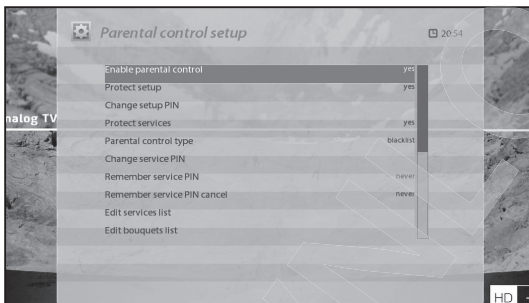 Parental control setup
20:54
Enable parental control yes
Protect setup yes
Change setup PIN
nalog TV
Protect services yes
Parental control type blacklist
Change service PIN
Remember service PIN never
Remember service PIN cancel never
Edit services list
Edit bouquets list
HD